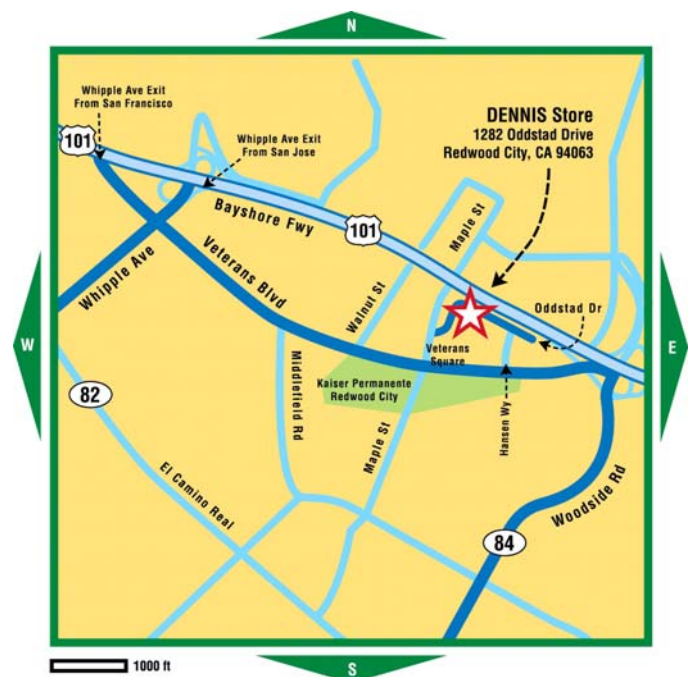 N
Whipple Ave Exit
From San Francisco
DENNIS Store
1282 Oddstad Drive
Redwood City, CA 94063
101
Whipple Ave Exit
From San Jose
Bayshore Fwy
101
Maple St
Whipple Ave
Veterans Blvd
Walnut St
Oddstad Dr
W
E
Veterans
Square
Kaiser Permanente
Redwood City
82
Middlefield Rd
Maple St
Hansen Wy
El Camino Real
Woodside Rd
84
1000 ft
S